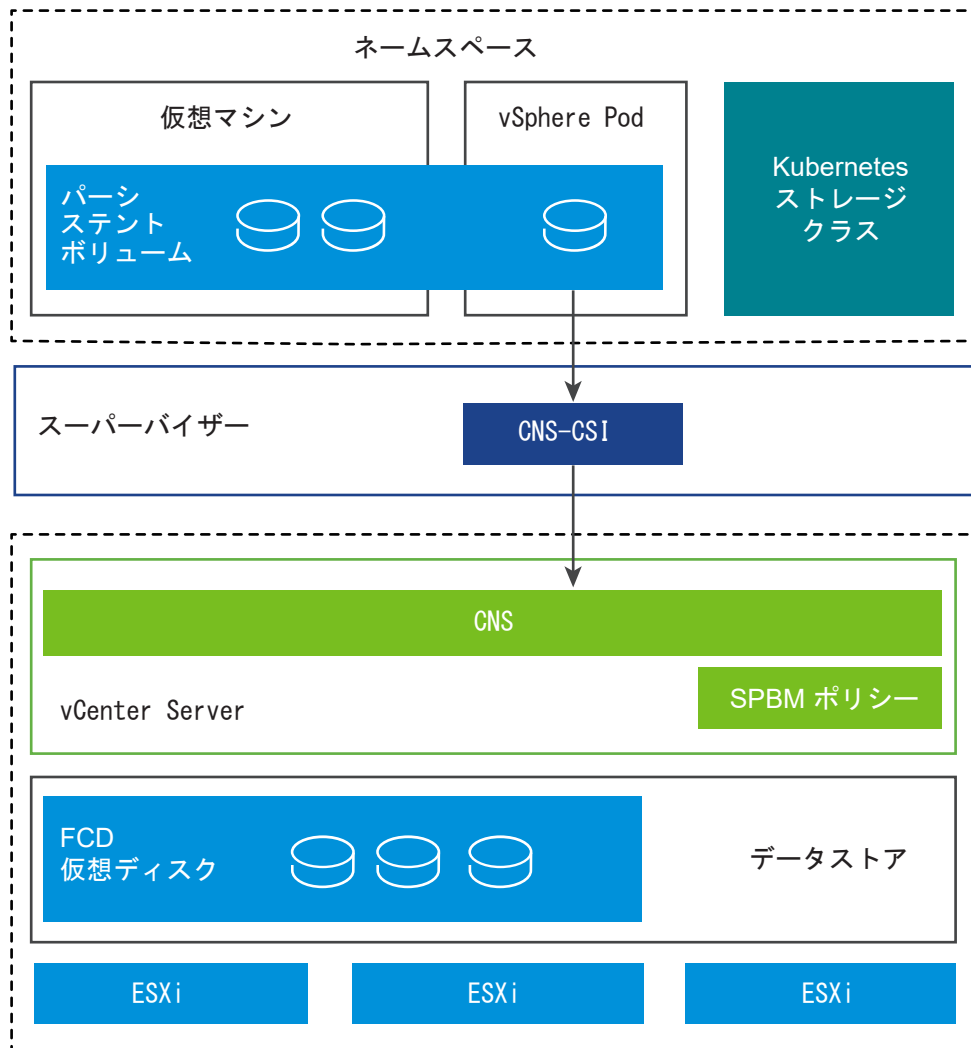 ネームスペース
仮想マシン
vSphere Pod
Kubernetes
ストレージ
クラス
パーシ
ステント
ボリューム
スーパーバイザー
CNS-CSI
CNS
SPBM ポリシー
vCenter Server
FCD
仮想ディスク
データストア
ESXi
ESXi
ESXi